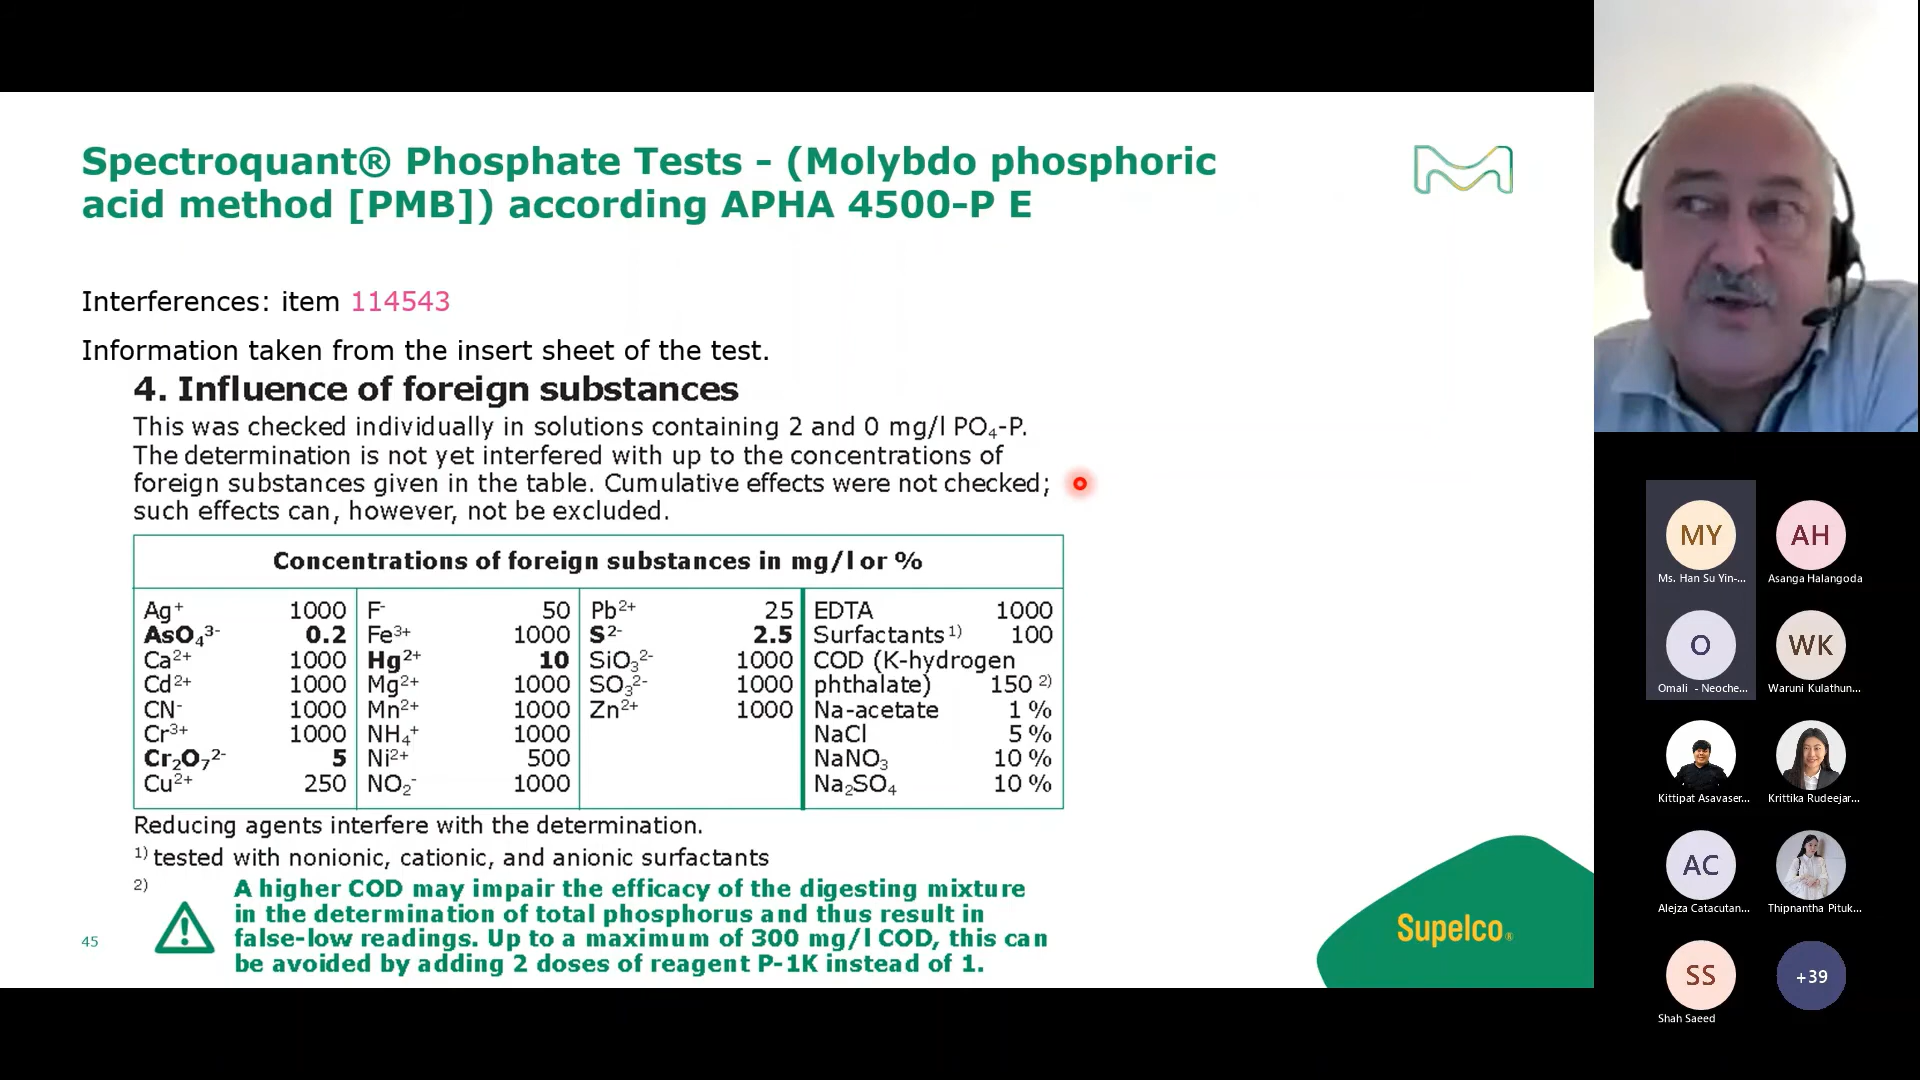 Spectroquant® Phosphate Tests - (Molybdo phosphoric
acid method [PMB]) according APHA 4500-P E
Interferences: item 114543
Information taken from the insert sheet of the test.
4. Influence of foreign substances
This was checked individually in solutions containing 2 and 0 mg/l PO₄-P.
The determination is not yet interfered with up to the concentrations of
foreign substances given in the table. Cumulative effects were not checked;
such effects can, however, not be excluded.
Concentrations of foreign substances in mg/l or %
Ag⁺ 1000 F⁻ 50 Pb²⁺ 25 EDTA 1000
AsO₄³⁻ 0.2 Fe³⁺ 1000 S²⁻ 2.5 Surfactants¹⁾ 100
Ca²⁺ 1000 Hg²⁺ 10 SiO₃²⁻ 1000 COD (K-hydrogen
Cd²⁺ 1000 Mg²⁺ 1000 SO₃²⁻ 1000 phthalate) 150 ²⁾
CN⁻ 1000 Mn²⁺ 1000 Zn²⁺ 1000 Na-acetate 1 %
Cr³⁺ 1000 NH₄⁺ 1000 NaCl 5 %
Cr₂O₇²⁻ 5 Ni²⁺ 500 NaNO₃ 10 %
Cu²⁺ 250 NO₂⁻ 1000 Na₂SO₄ 10 %
Reducing agents interfere with the determination.
¹⁾ tested with nonionic, cationic, and anionic surfactants
²⁾ A higher COD may impair the efficacy of the digesting mixture
in the determination of total phosphorus and thus result in
false-low readings. Up to a maximum of 300 mg/l COD, this can
be avoided by adding 2 doses of reagent P-1K instead of 1.
45
Supelco®
MY AH
Ms. Han Su Yin-... Asanga Halangoda
O WK
Omali - Neoche... Waruni Kulathun...
Kittipat Asavaser... Krittika Rudeejar...
AC
Alejza Catacutan... Thipnantha Pituk...
SS +39
Shah Saeed